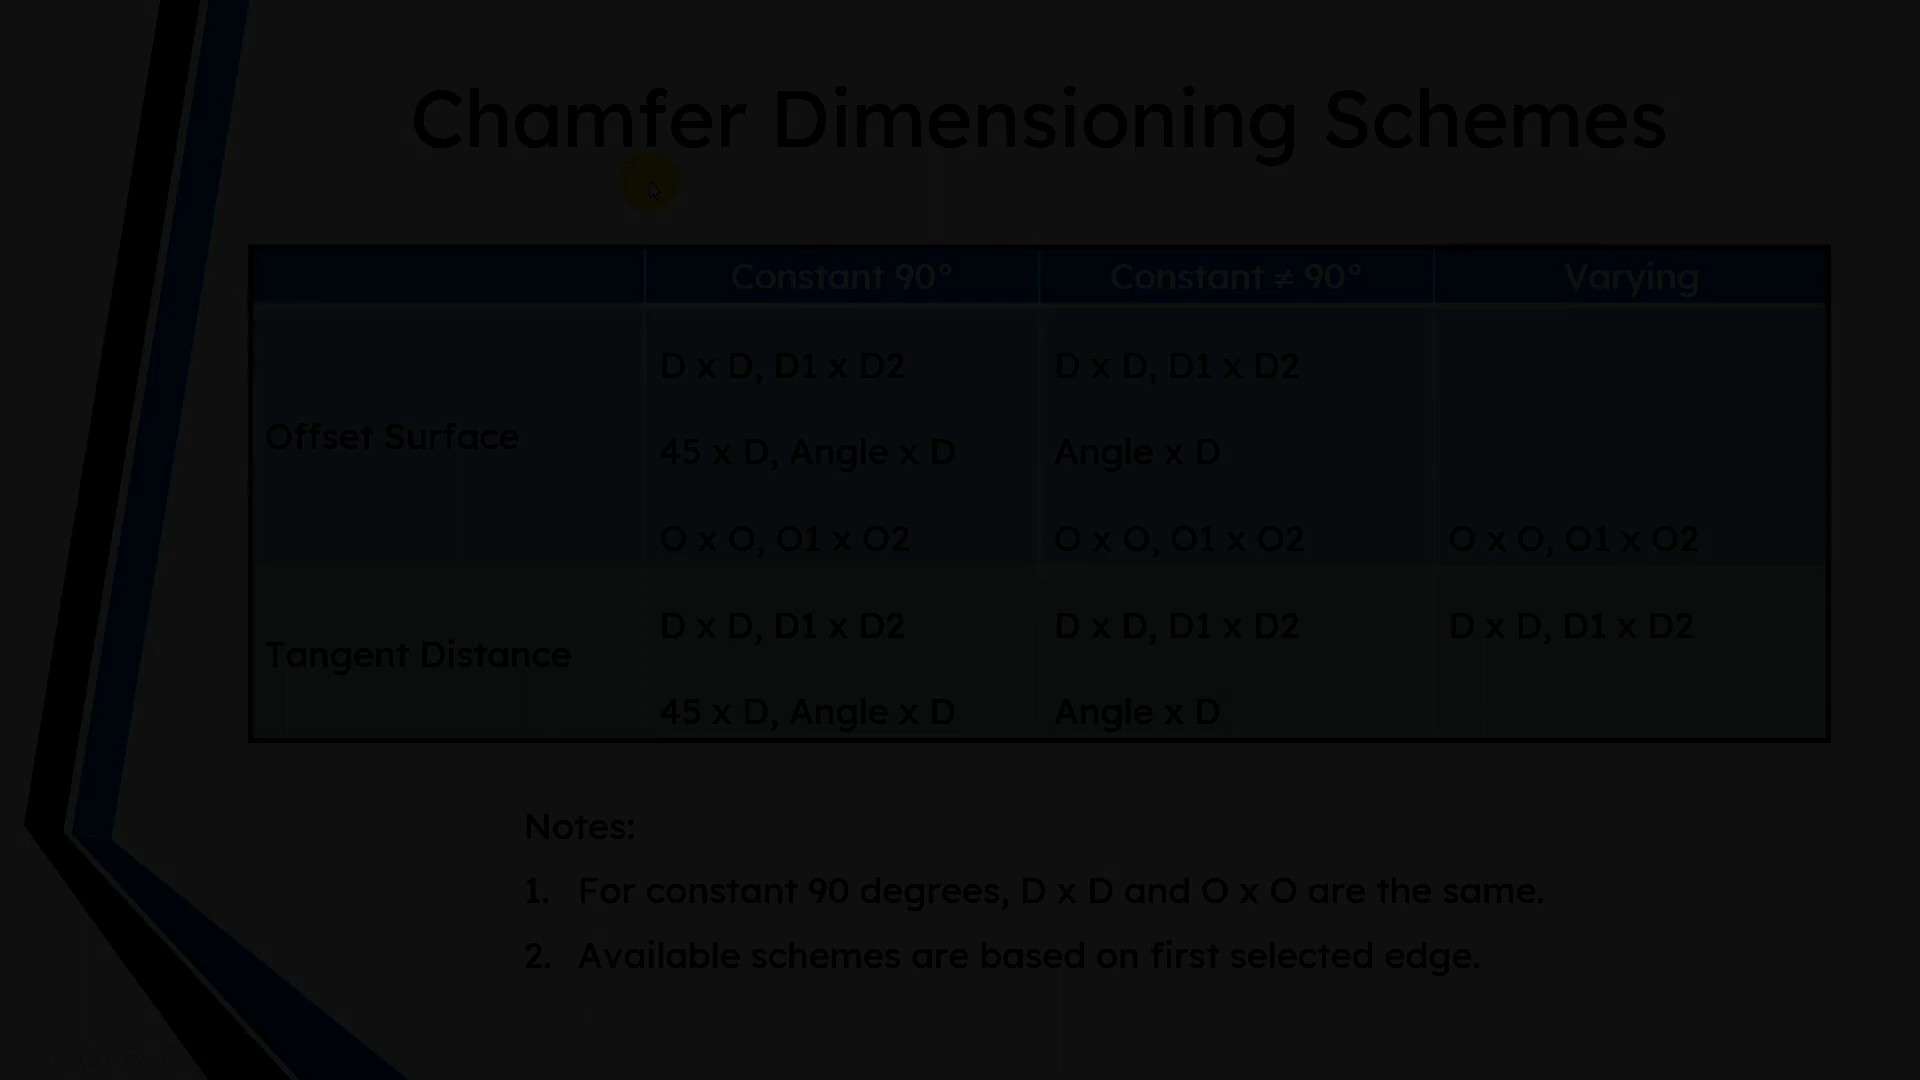 Chamfer Dimensioning Schemes
Constant 90° Constant ≠ 90° Varying
Offset Surface
D x D, D1 x D2 D x D, D1 x D2
45 x D, Angle x D Angle x D
O x O, O1 x O2 O x O, O1 x O2 O x O, O1 x O2
Tangent Distance
D x D, D1 x D2 D x D, D1 x D2 D x D, D1 x D2
45 x D, Angle x D Angle x D
Notes:
1. For constant 90 degrees, D x D and O x O are the same.
2. Available schemes are based on first selected edge.